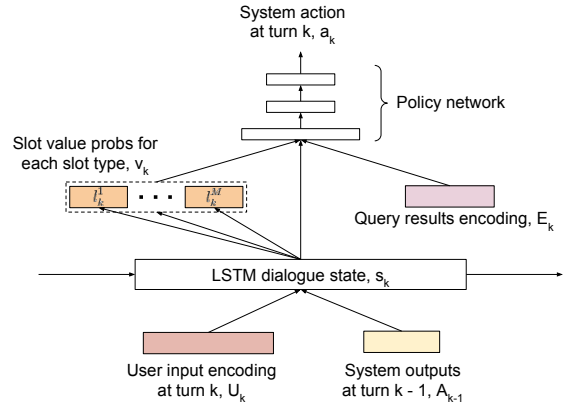 System action
at turn k, a_k
Policy network
Slot value probs for
each slot type, v_k
l_k^1 · · · l_k^M
Query results encoding, E_k
LSTM dialogue state, s_k
User input encoding
at turn k, U_k
System outputs
at turn k - 1, A_{k-1}